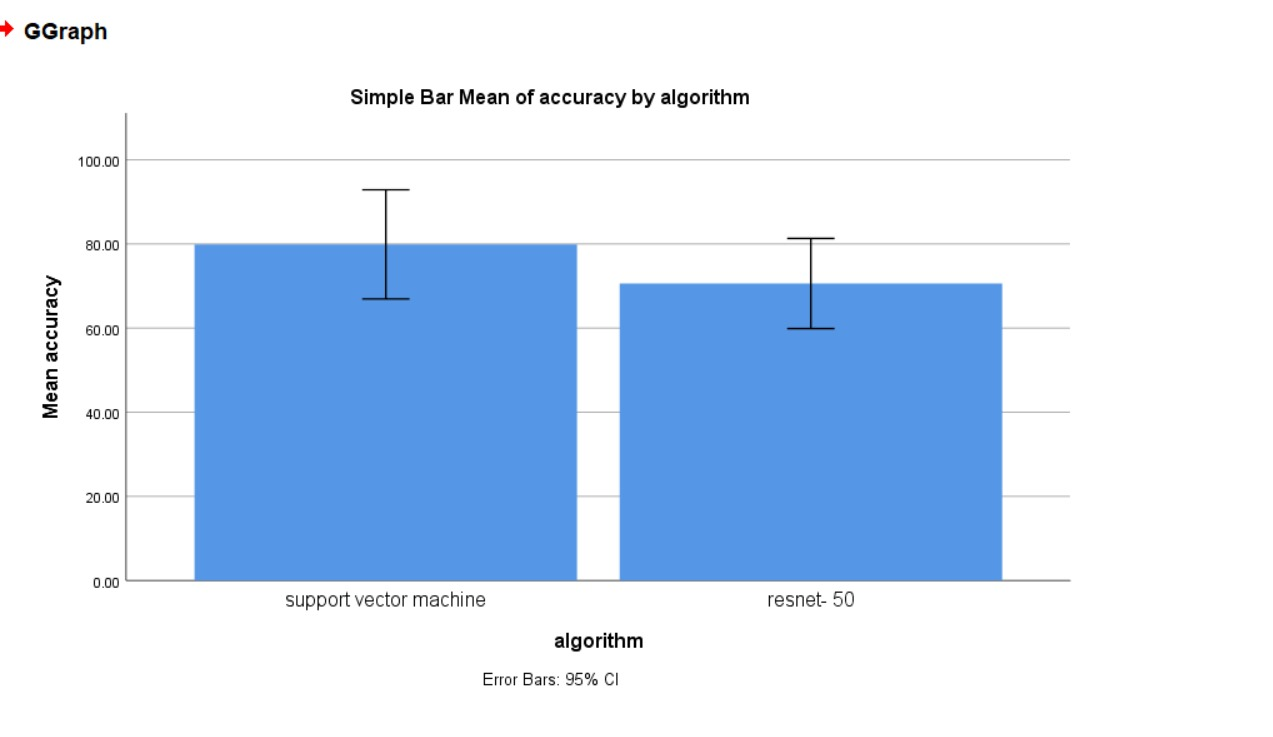 GGraph
Simple Bar Mean of accuracy by algorithm
100.00
80.00
60.00
40.00
20.00
0.00
Mean accuracy
support vector machine
resnet- 50
algorithm
Error Bars: 95% CI